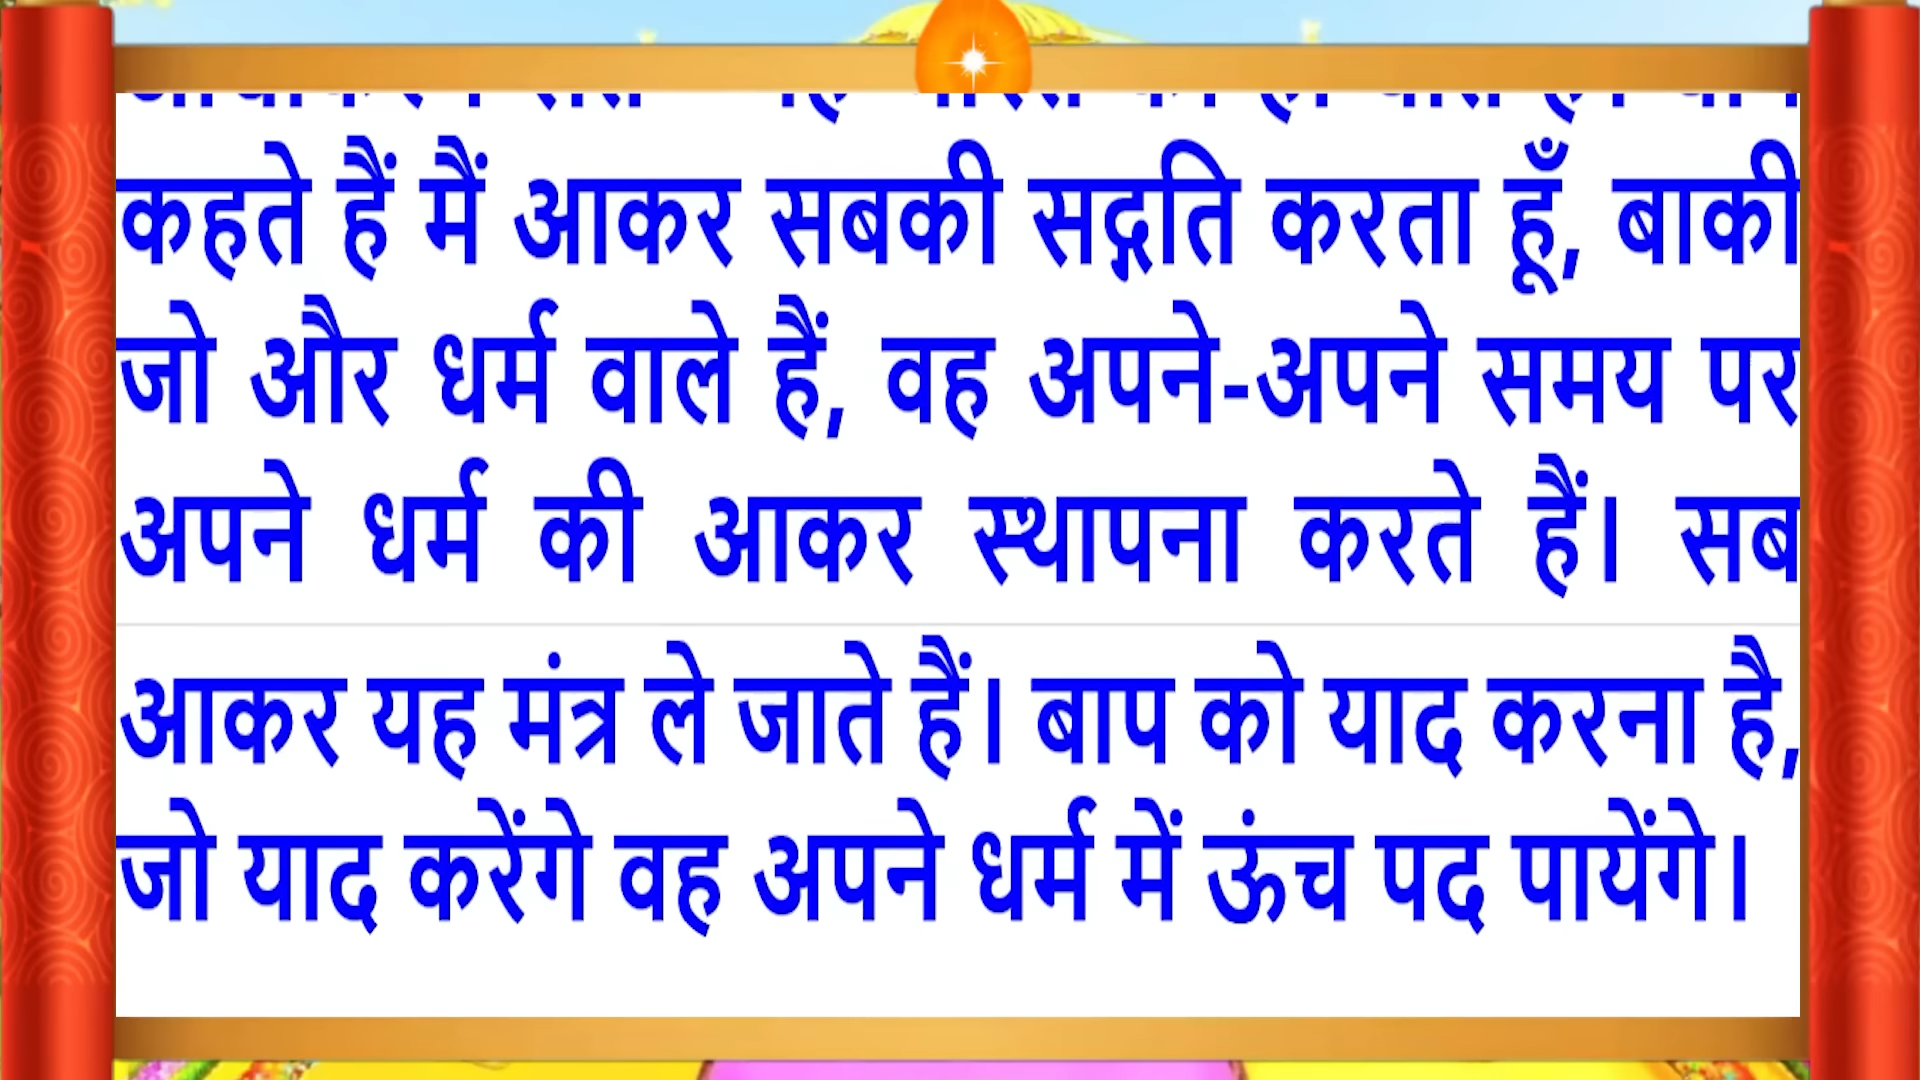 कहते हैं मैं आकर सबकी सद्गति करता हूँ, बाकी
जो और धर्म वाले हैं, वह अपने-अपने समय पर
अपने धर्म की आकर स्थापना करते हैं। सब
आकर यह मंत्र ले जाते हैं। बाप को याद करना है,
जो याद करेंगे वह अपने धर्म में ऊंच पद पायेंगे।